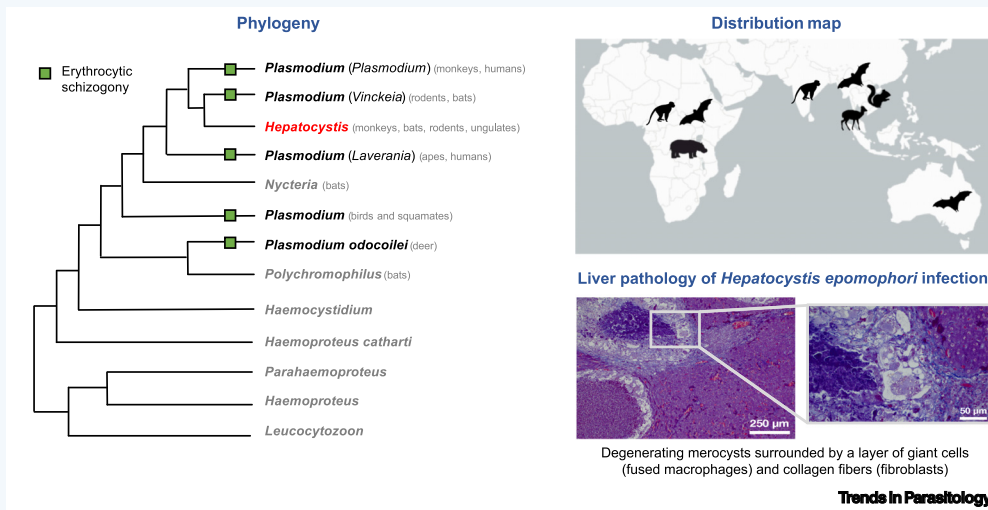 Phylogeny
Erythrocytic
schizogony
Plasmodium (Plasmodium) (monkeys, humans)
Plasmodium (Vinckeia) (rodents, bats)
Hepatocystis (monkeys, bats, rodents, ungulates)
Plasmodium (Laverania) (apes, humans)
Nycteria (bats)
Plasmodium (birds and squamates)
Plasmodium odocoilei (deer)
Polychromophilus (bats)
Haemocystidium
Haemoproteus catharti
Parahaemoproteus
Haemoproteus
Leucocytozoon
Distribution map
Liver pathology of Hepatocystis epomophori infection
250 µm
50 µm
Degenerating merocysts surrounded by a layer of giant cells
(fused macrophages) and collagen fibers (fibroblasts)
Trends in Parasitology